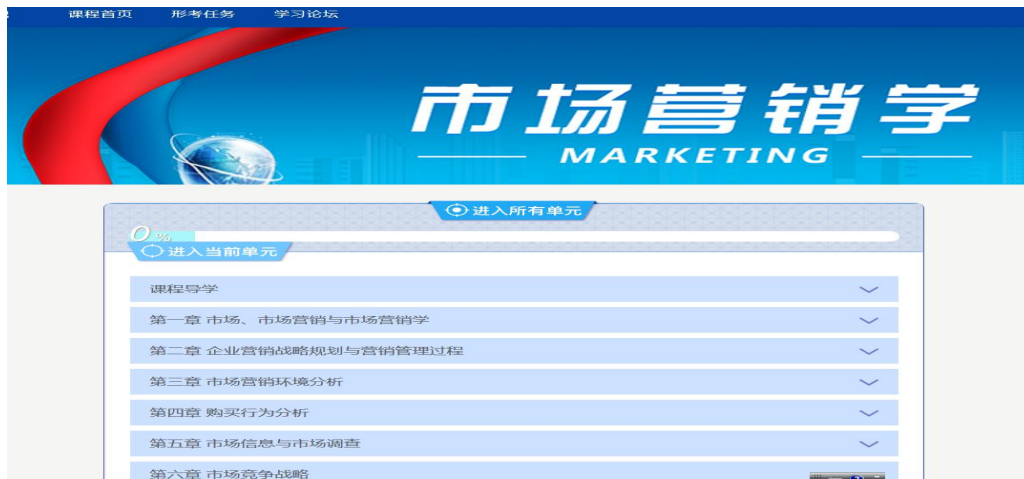 课程首页 形考任务 学习论坛
市场营销学
MARKETING
进入所有单元
0%
进入当前单元
课程导学
第一章 市场、市场营销与市场营销学
第二章 企业营销战略规划与营销管理过程
第三章 市场营销环境分析
第四章 购买行为分析
第五章 市场信息与市场调查
第六章 市场竞争战略